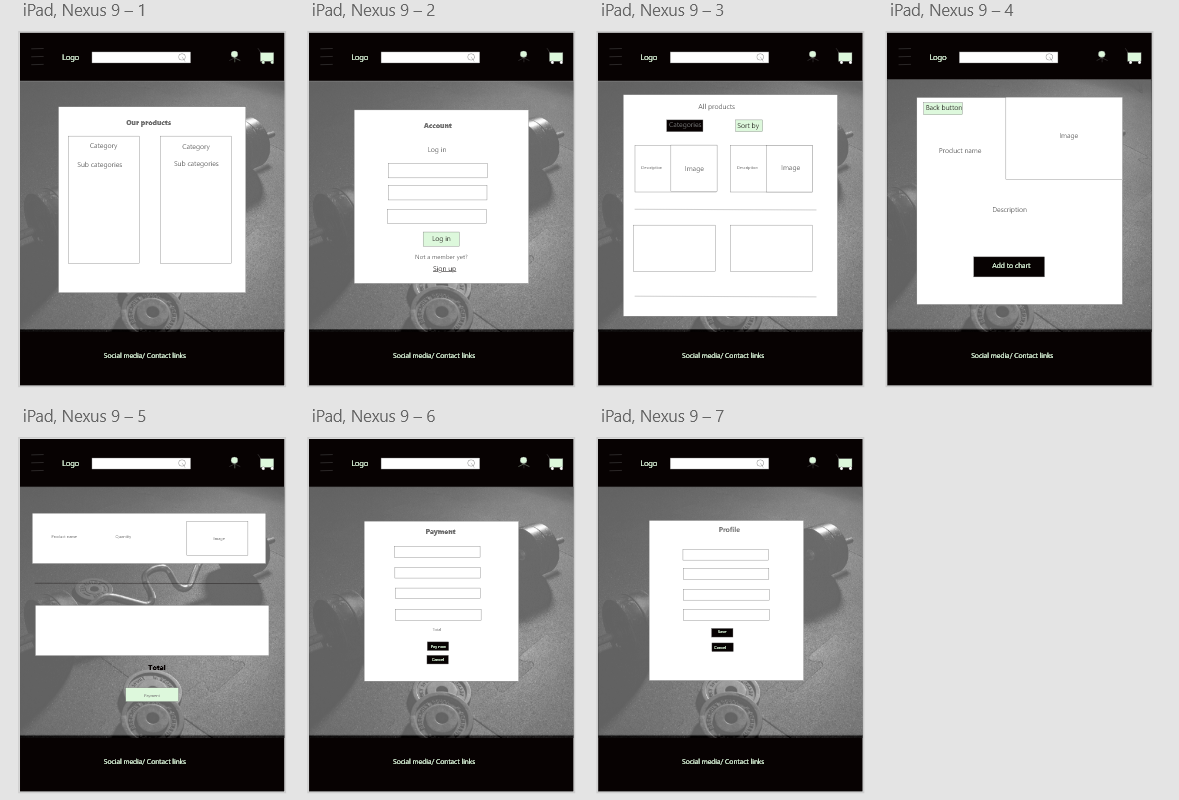 iPad, Nexus 9 – 1
Logo
Our products
Category
Sub categories
Category
Sub categories
Social media/ Contact links
iPad, Nexus 9 – 2
Logo
Account
Log in
Log in
Not a member yet?
Sign up
Social media/ Contact links
iPad, Nexus 9 – 3
Logo
All products
Categories
Sort by
Description
Image
Description
Image
Social media/ Contact links
iPad, Nexus 9 – 4
Logo
Back button
Image
Product name
Description
Add to chart
Social media/ Contact links
iPad, Nexus 9 – 5
Logo
Product name
Quantity
Image
Total
Payment
Social media/ Contact links
iPad, Nexus 9 – 6
Logo
Payment
Total
Pay now
Cancel
Social media/ Contact links
iPad, Nexus 9 – 7
Logo
Profile
Save
Cancel
Social media/ Contact links